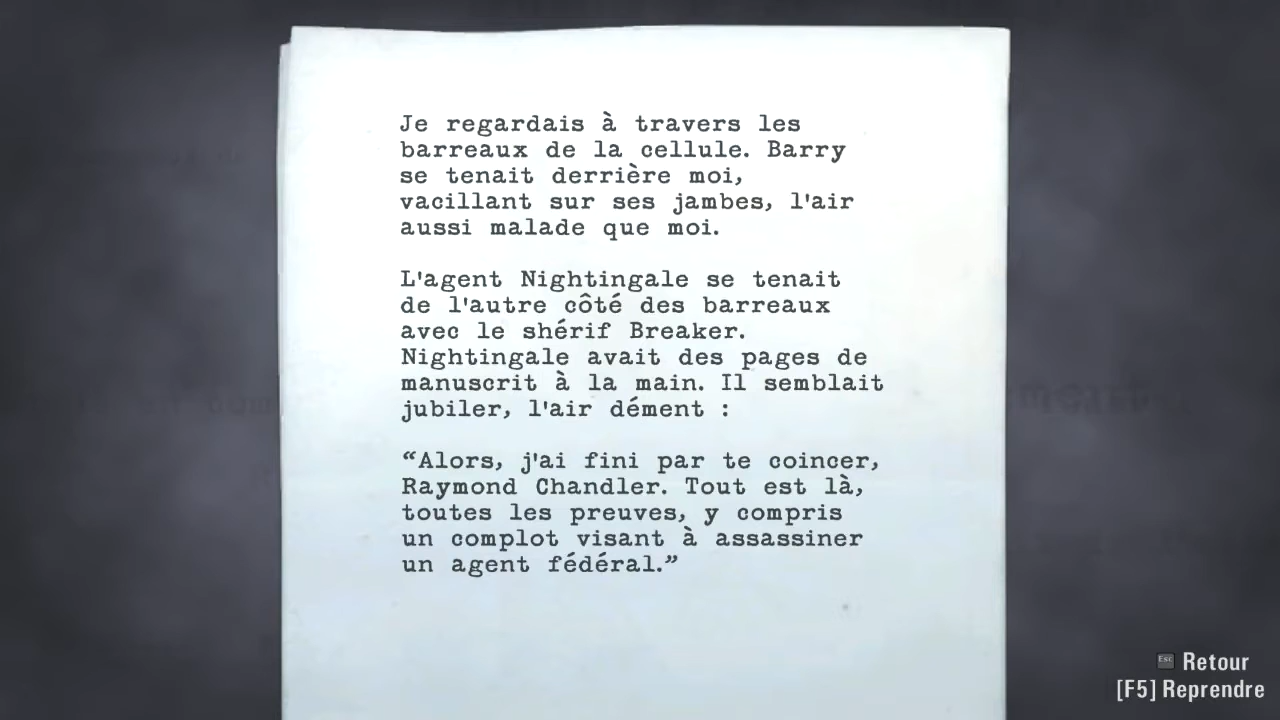 Je regardais à travers les
barreaux de la cellule. Barry
se tenait derrière moi,
vacillant sur ses jambes, l'air
aussi malade que moi.
L'agent Nightingale se tenait
de l'autre côté des barreaux
avec le shérif Breaker.
Nightingale avait des pages de
manuscrit à la main. Il semblait
jubiler, l'air dément :
“Alors, j'ai fini par te coincer,
Raymond Chandler. Tout est là,
toutes les preuves, y compris
un complot visant à assassiner
un agent fédéral.”
Esc Retour
[F5] Reprendre